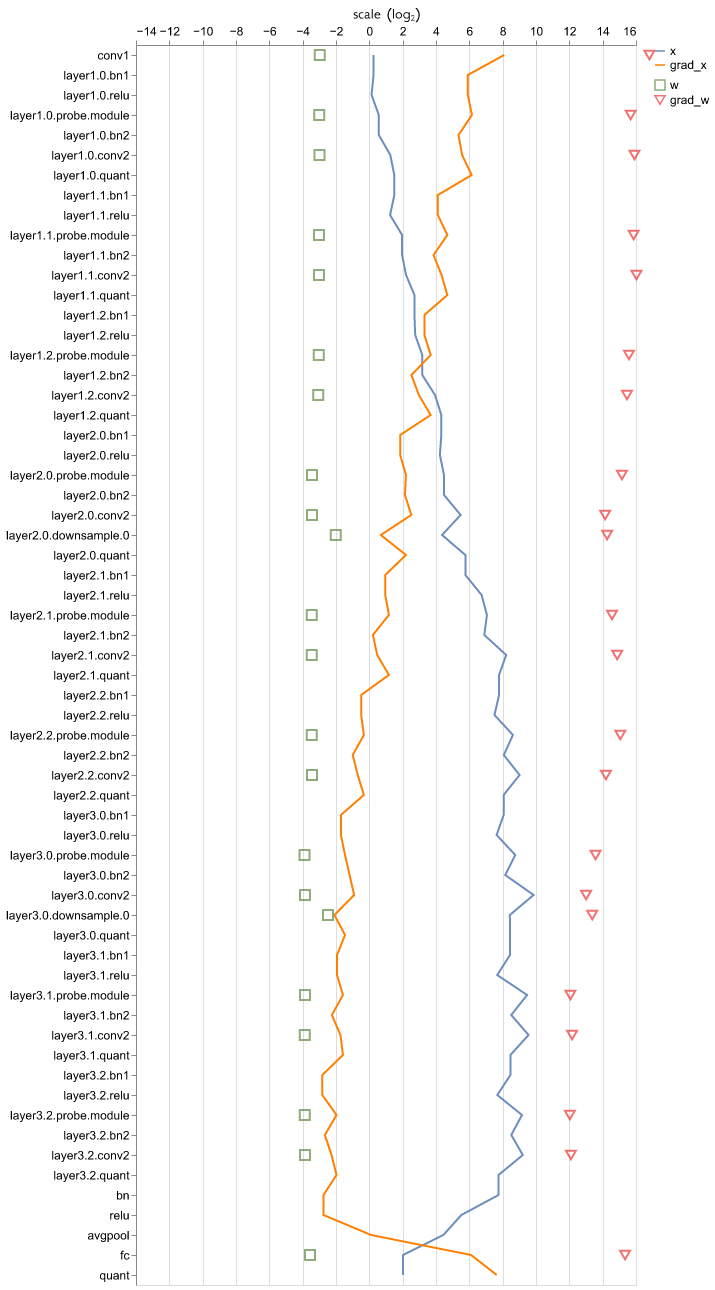 scale (log₂)
−14 −12 −10 −8 −6 −4 −2 0 2 4 6 8 10 12 14 16
x
grad_x
w
grad_w
conv1
layer1.0.bn1
layer1.0.relu
layer1.0.probe.module
layer1.0.bn2
layer1.0.conv2
layer1.0.quant
layer1.1.bn1
layer1.1.relu
layer1.1.probe.module
layer1.1.bn2
layer1.1.conv2
layer1.1.quant
layer1.2.bn1
layer1.2.relu
layer1.2.probe.module
layer1.2.bn2
layer1.2.conv2
layer1.2.quant
layer2.0.bn1
layer2.0.relu
layer2.0.probe.module
layer2.0.bn2
layer2.0.conv2
layer2.0.downsample.0
layer2.0.quant
layer2.1.bn1
layer2.1.relu
layer2.1.probe.module
layer2.1.bn2
layer2.1.conv2
layer2.1.quant
layer2.2.bn1
layer2.2.relu
layer2.2.probe.module
layer2.2.bn2
layer2.2.conv2
layer2.2.quant
layer3.0.bn1
layer3.0.relu
layer3.0.probe.module
layer3.0.bn2
layer3.0.conv2
layer3.0.downsample.0
layer3.0.quant
layer3.1.bn1
layer3.1.relu
layer3.1.probe.module
layer3.1.bn2
layer3.1.conv2
layer3.1.quant
layer3.2.bn1
layer3.2.relu
layer3.2.probe.module
layer3.2.bn2
layer3.2.conv2
layer3.2.quant
bn
relu
avgpool
fc
quant